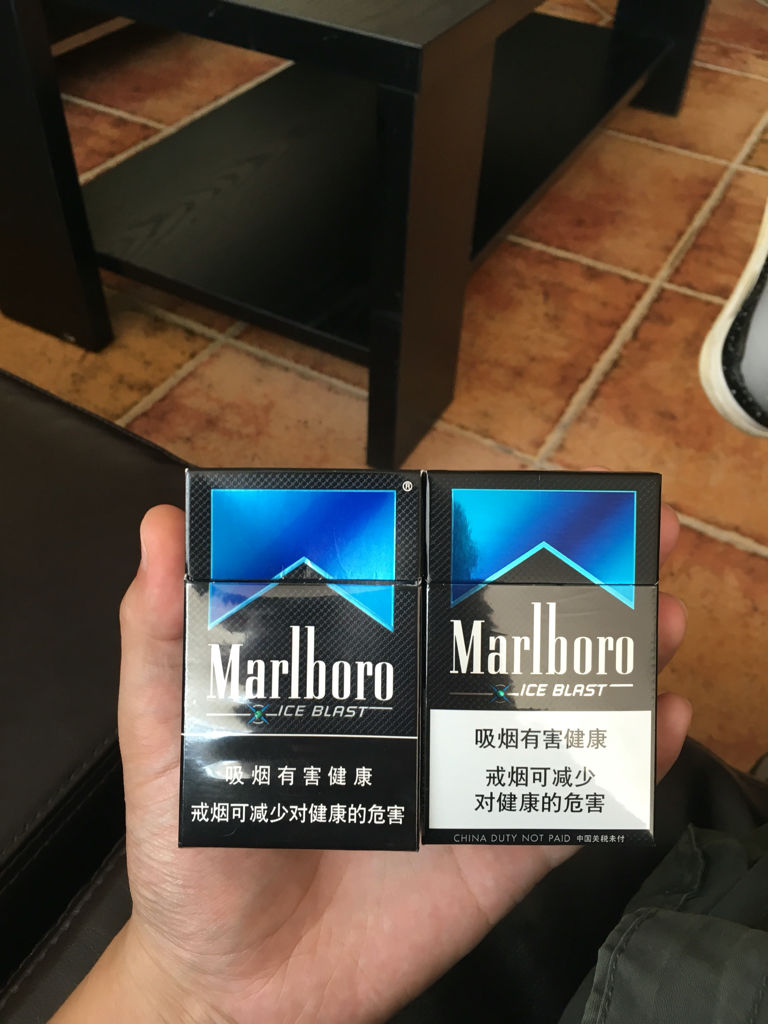 ®
Marlboro
ICE BLAST
吸烟有害健康
戒烟可减少对健康的危害
Marlboro
ICE BLAST
吸烟有害健康
戒烟可减少
对健康的危害
CHINA DUTY NOT PAID 中国关税未付